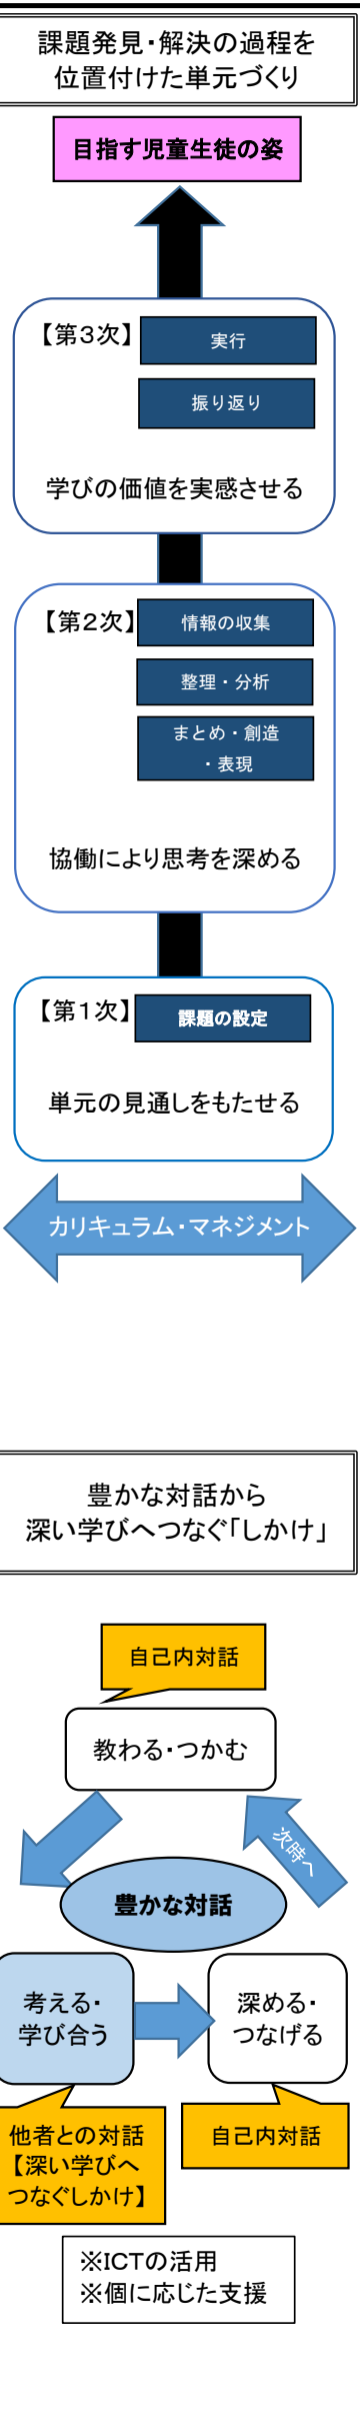 課題発見・解決の過程を
位置付けた単元づくり
目指す児童生徒の姿
【第３次】
実行
振り返り
学びの価値を実感させる
【第２次】
情報の収集
整理・分析
まとめ・創造
・表現
協働により思考を深める
【第１次】
課題の設定
単元の見通しをもたせる
カリキュラム・マネジメント
豊かな対話から
深い学びへつなぐ「しかけ」
自己内対話
教わる・つかむ
次時へ
豊かな対話
考える・
学び合う
深める・
つなげる
他者との対話
【深い学びへ
つなぐしかけ】
自己内対話
※ICTの活用
※個に応じた支援